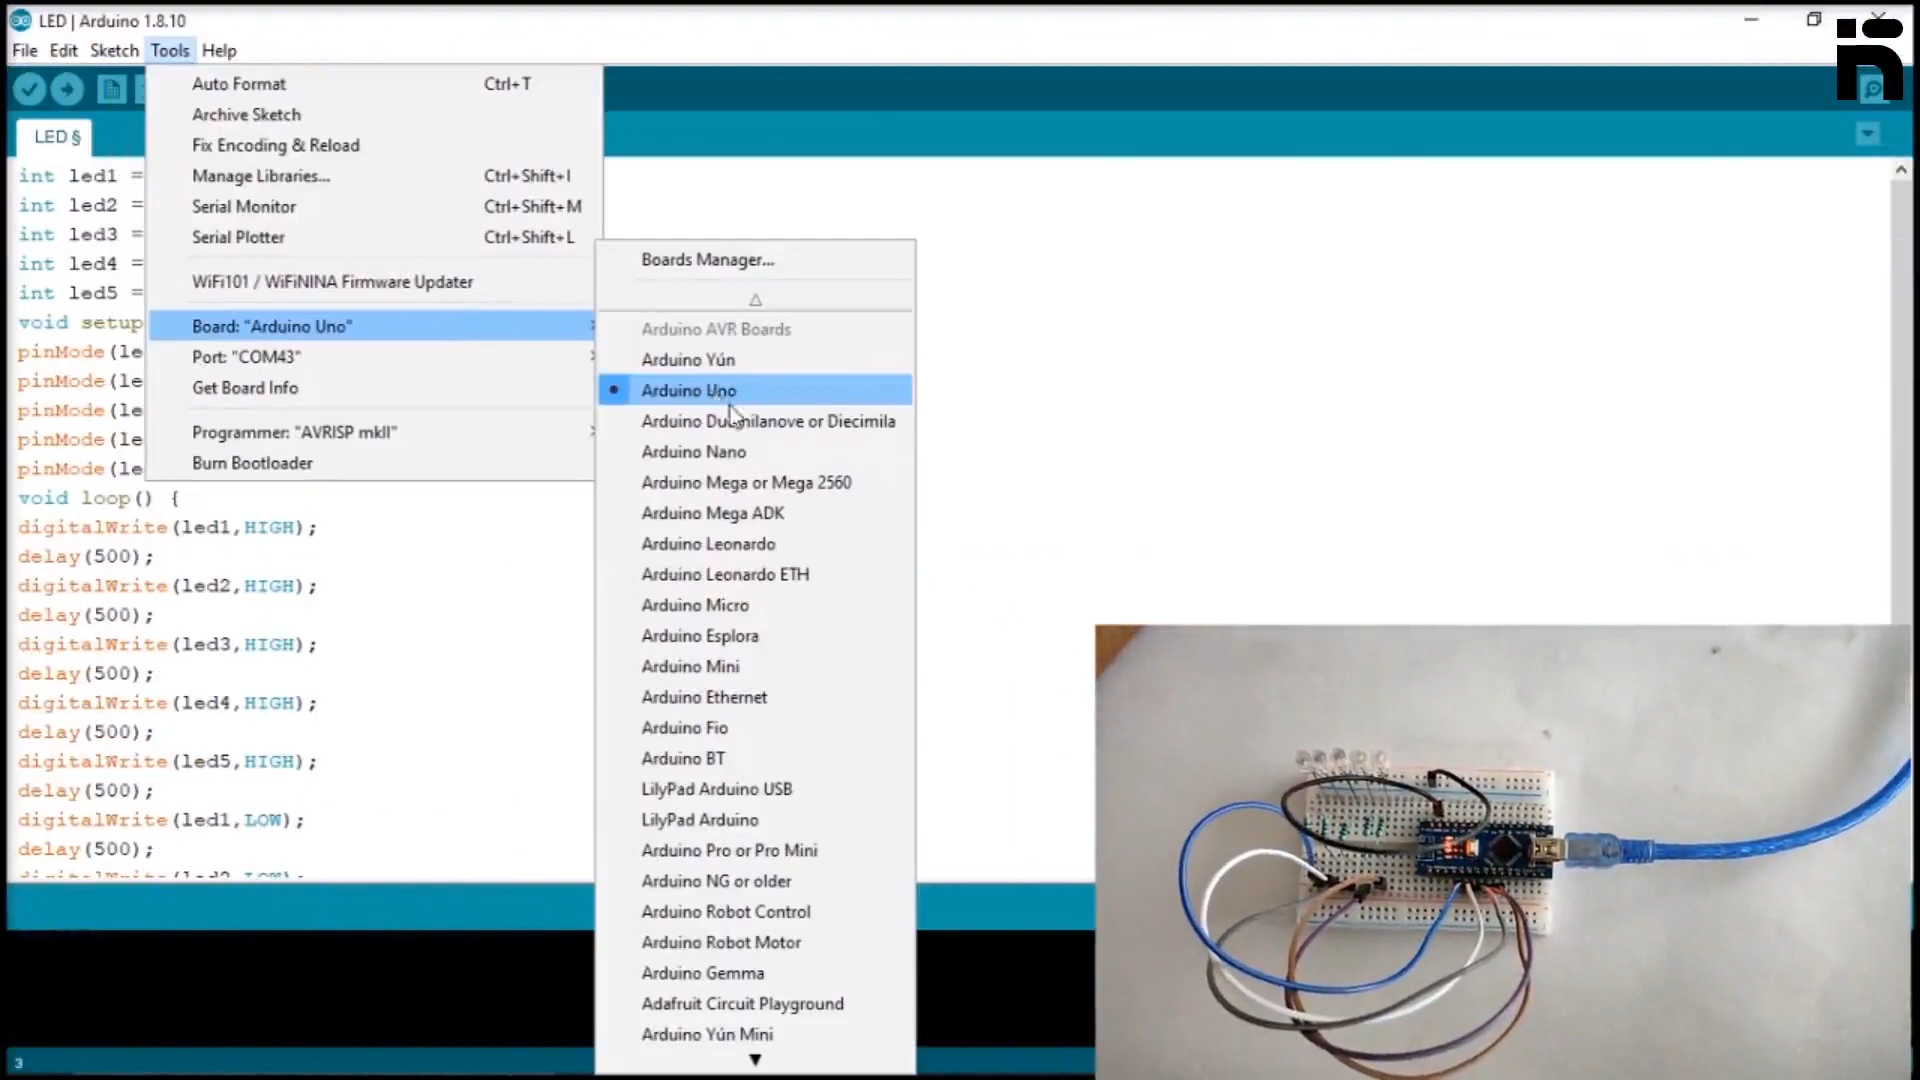 LED | Arduino 1.8.10
File Edit Sketch Tools Help
LED §
Auto Format Ctrl+T
Archive Sketch
Fix Encoding & Reload
Manage Libraries... Ctrl+Shift+I
Serial Monitor Ctrl+Shift+M
Serial Plotter Ctrl+Shift+L
WiFi101 / WiFiNINA Firmware Updater
Board: "Arduino Uno"
Port: "COM43"
Get Board Info
Programmer: "AVRISP mkII"
Burn Bootloader
Boards Manager...
Arduino AVR Boards
Arduino Yún
Arduino Uno
Arduino Duemilanove or Diecimila
Arduino Nano
Arduino Mega or Mega 2560
Arduino Mega ADK
Arduino Leonardo
Arduino Leonardo ETH
Arduino Micro
Arduino Esplora
Arduino Mini
Arduino Ethernet
Arduino Fio
Arduino BT
LilyPad Arduino USB
LilyPad Arduino
Arduino Pro or Pro Mini
Arduino NG or older
Arduino Robot Control
Arduino Robot Motor
Arduino Gemma
Adafruit Circuit Playground
Arduino Yún Mini
int led1 =
int led2 =
int led3 =
int led4 =
int led5 =
void setup
pinMode(le
pinMode(le
pinMode(le
pinMode(le
pinMode(le
void loop() {
digitalWrite(led1,HIGH);
delay(500);
digitalWrite(led2,HIGH);
delay(500);
digitalWrite(led3,HIGH);
delay(500);
digitalWrite(led4,HIGH);
delay(500);
digitalWrite(led5,HIGH);
delay(500);
digitalWrite(led1,LOW);
delay(500);
3